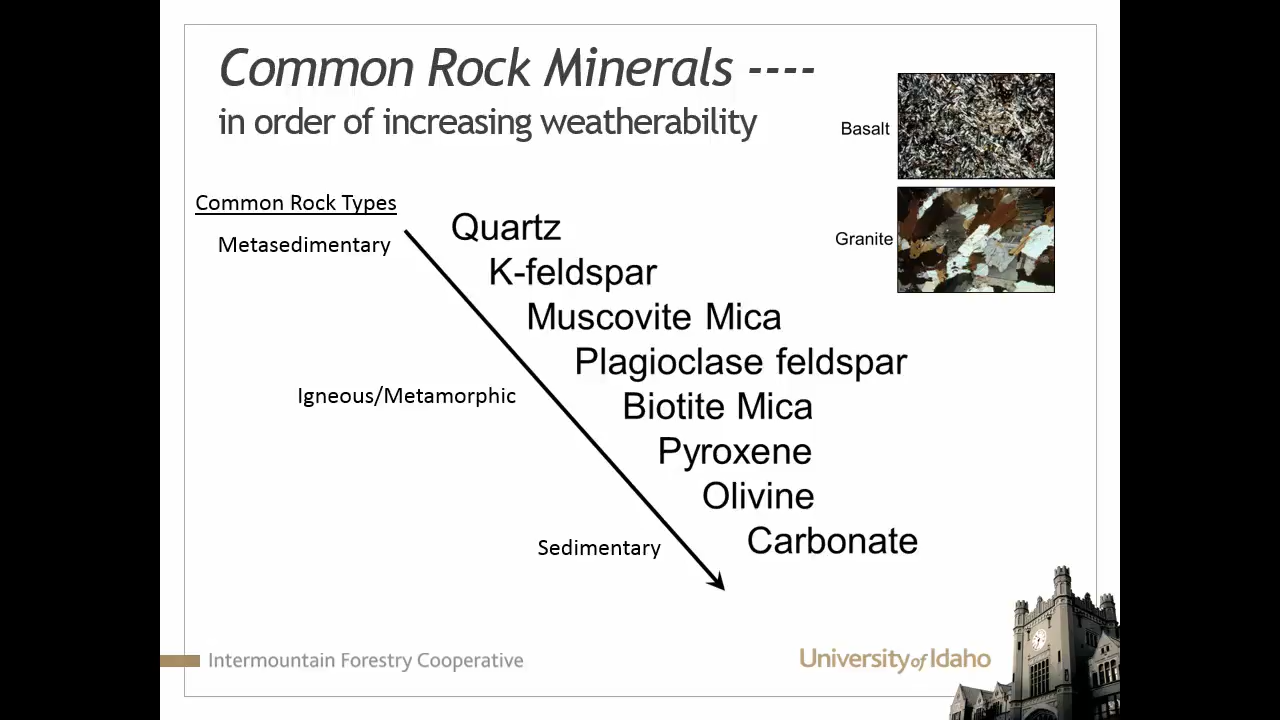 Common Rock Minerals ----
in order of increasing weatherability
Basalt
Granite
Common Rock Types
Metasedimentary
Igneous/Metamorphic
Sedimentary
Quartz
K-feldspar
Muscovite Mica
Plagioclase feldspar
Biotite Mica
Pyroxene
Olivine
Carbonate
Intermountain Forestry Cooperative
University of Idaho